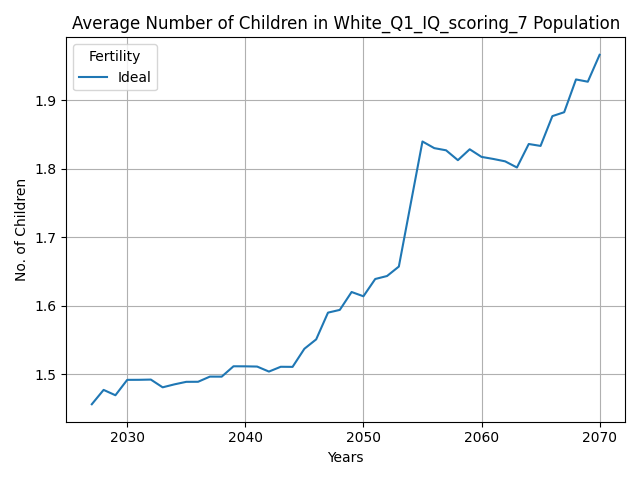 Average Number of Children in White_Q1_IQ_scoring_7 Population
Fertility
Ideal
No. of Children
1.9
1.8
1.7
1.6
1.5
2030 2040 2050 2060 2070
Years